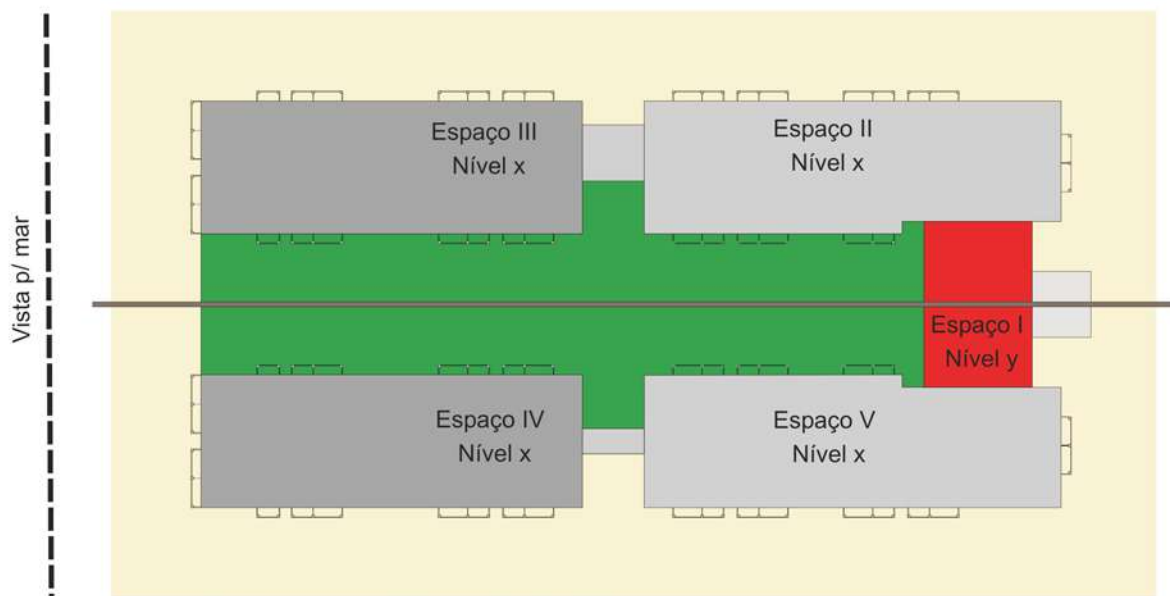 Vista p/ mar
Espaço III
Nível x
Espaço II
Nível x
Espaço I
Nível y
Espaço IV
Nível x
Espaço V
Nível x